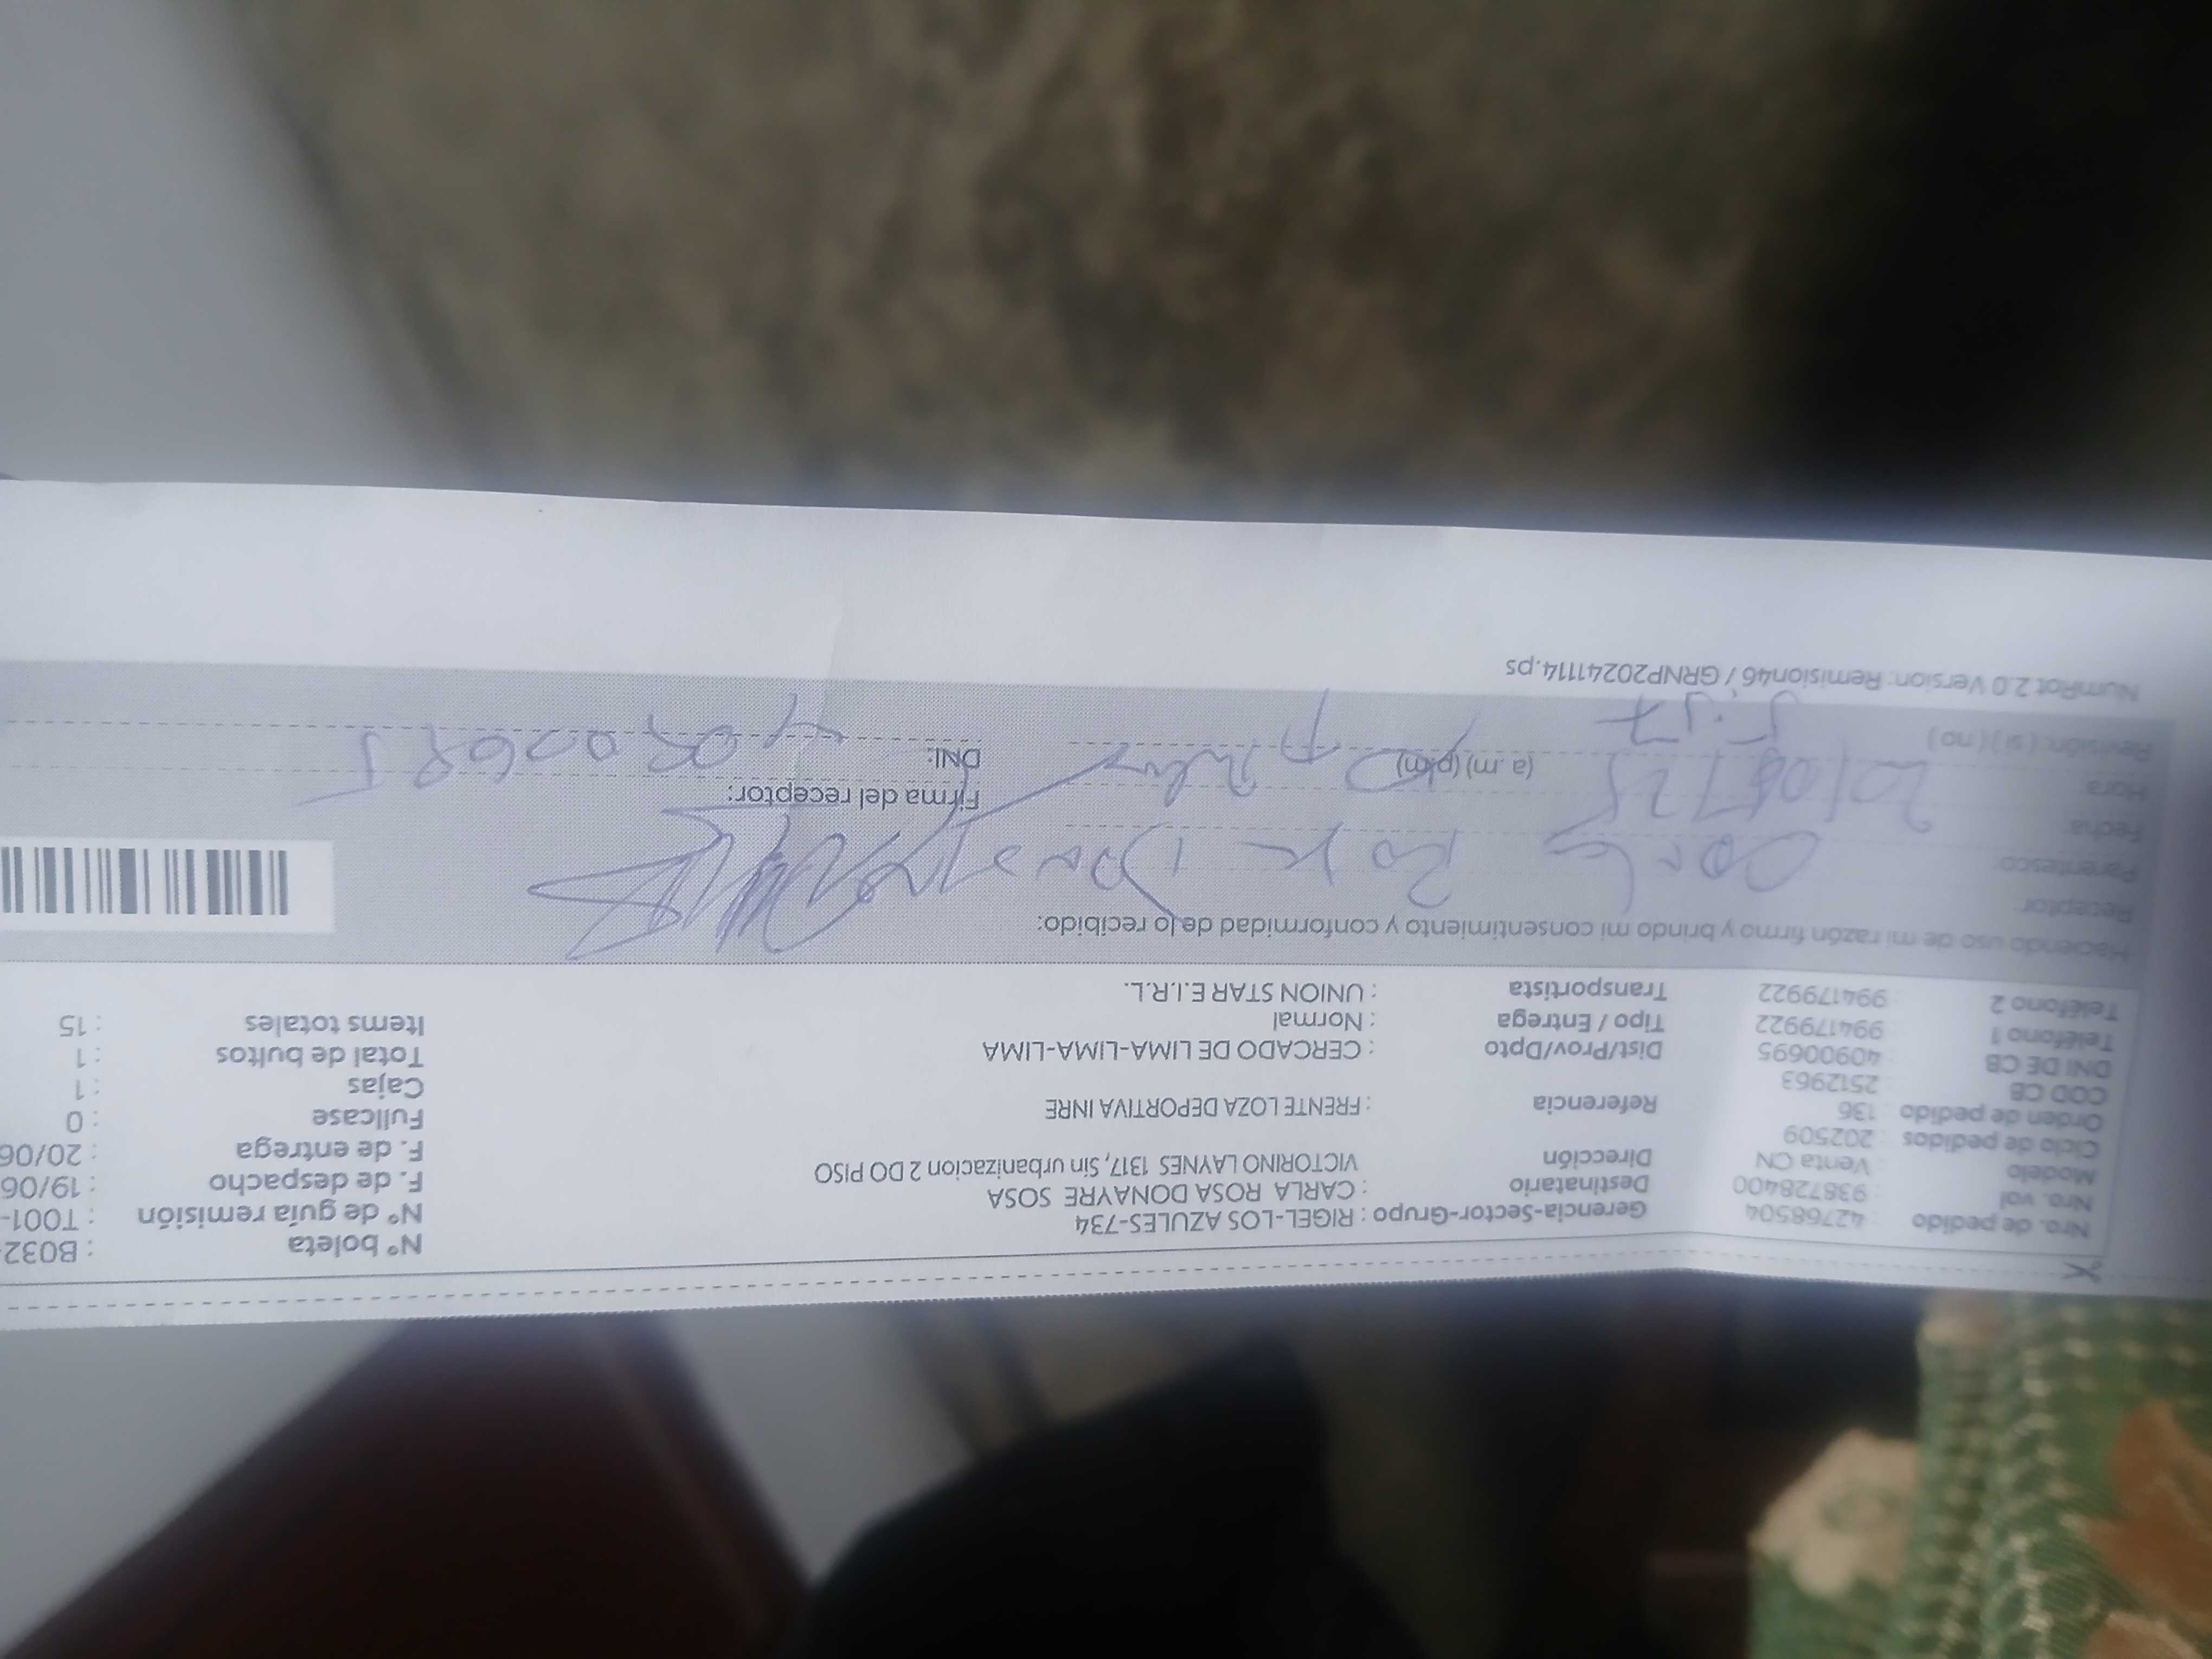 Nro. de pedido : 42768504 Gerencia-Sector-Grupo : RIGEL-LOS AZULES-734 N° boleta : B032-
Nro. vol : 938728400 Destinatario : CARLA ROSA DONAYRE SOSA N° de guía remisión : T001-
Modelo : Venta CN Dirección VICTORINO LAYNES 1317, Sin urbanizacion 2 DO PISO F. de despacho : 19/06
Ciclo de pedidos : 202509 F. de entrega : 20/06
Orden de pedido : 136 Referencia : FRENTE LOZA DEPORTIVA INRE Fullcase : 0
COD CB : 2512963 Cajas : 1
DNI DE CB : 40900695 Dist/Prov/Dpto : CERCADO DE LIMA-LIMA-LIMA Total de bultos : 1
Teléfono 1 : 994179922 Tipo / Entrega : Normal Items totales : 15
Teléfono 2 : 994179922 Transportista : UNION STAR E.I.R.L.
Haciendo uso de mi razón firmo y brindo mi consentimiento y conformidad de lo recibido:
Receptor:
Parentesco:
Fecha:
Hora (a.m) (p.m) Firma del receptor:
Revisión: ( si ) ( no ) DNI:
NumRot 2.0 Version: Remision46 / GRNP20241114.ps